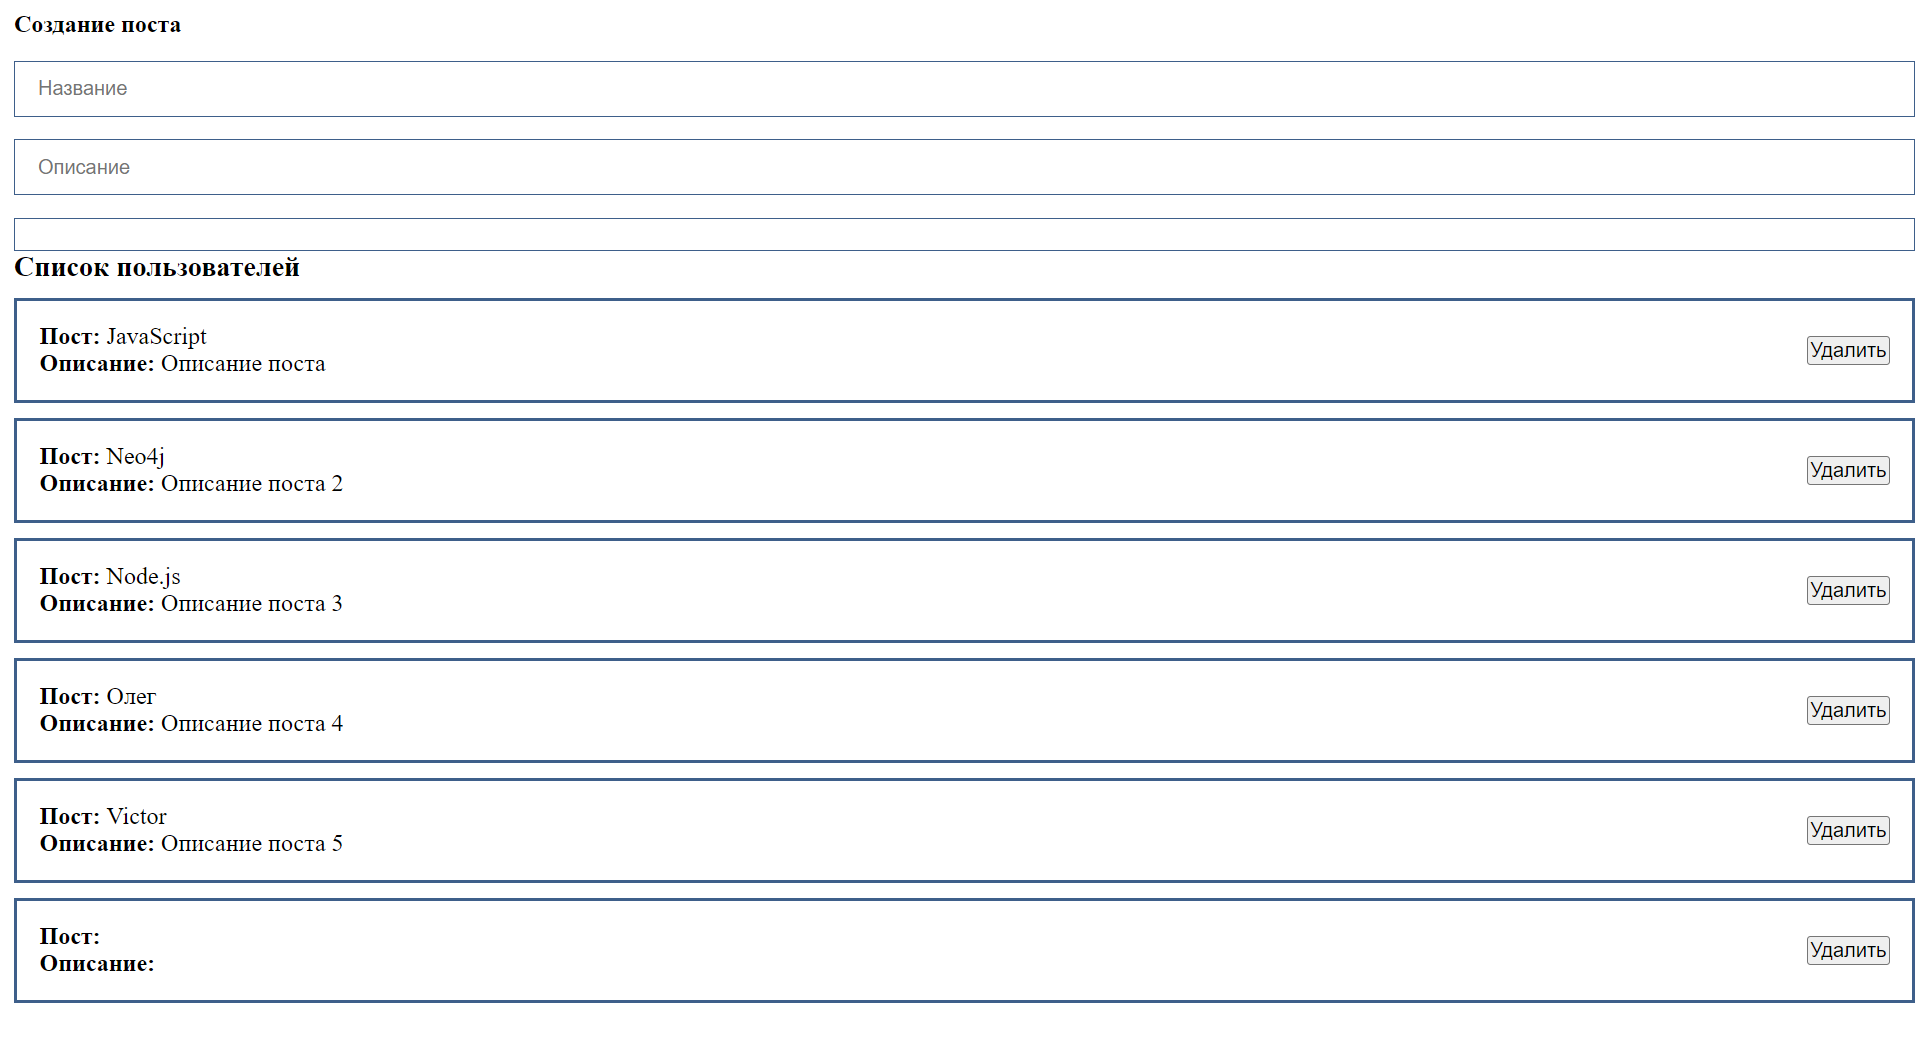 Создание поста
Название
Описание
Список пользователей
Пост: JavaScript
Описание: Описание поста
Удалить
Пост: Neo4j
Описание: Описание поста 2
Удалить
Пост: Node.js
Описание: Описание поста 3
Удалить
Пост: Олег
Описание: Описание поста 4
Удалить
Пост: Victor
Описание: Описание поста 5
Удалить
Пост:
Описание:
Удалить